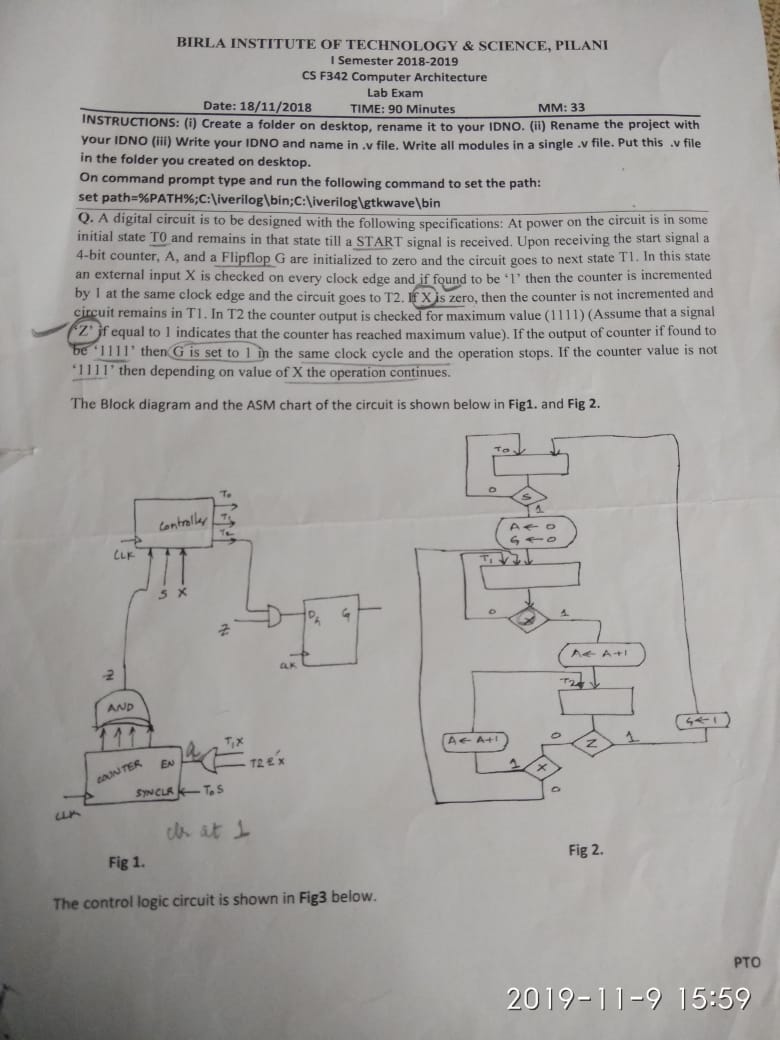 BIRLA INSTITUTE OF TECHNOLOGY & SCIENCE, PILANI
I Semester 2018-2019
CS F342 Computer Architecture
Lab Exam
Date: 18/11/2018 TIME: 90 Minutes MM: 33
INSTRUCTIONS: (i) Create a folder on desktop, rename it to your IDNO. (ii) Rename the project with
your IDNO (iii) Write your IDNO and name in .v file. Write all modules in a single .v file. Put this .v file
in the folder you created on desktop.
On command prompt type and run the following command to set the path:
set path=%PATH%;C:\iverilog\bin;C:\iverilog\gtkwave\bin
Q. A digital circuit is to be designed with the following specifications: At power on the circuit is in some
initial state T0 and remains in that state till a START signal is received. Upon receiving the start signal a
4-bit counter, A, and a Flipflop G are initialized to zero and the circuit goes to next state T1. In this state
an external input X is checked on every clock edge and if found to be '1' then the counter is incremented
by 1 at the same clock edge and the circuit goes to T2. If X is zero, then the counter is not incremented and
circuit remains in T1. In T2 the counter output is checked for maximum value (1111) (Assume that a signal
'Z' if equal to 1 indicates that the counter has reached maximum value). If the output of counter if found to
be '1111' then G is set to 1 in the same clock cycle and the operation stops. If the counter value is not
'1111' then depending on value of X the operation continues.
The Block diagram and the ASM chart of the circuit is shown below in Fig1. and Fig 2.
T0
Controller
T1
T2
CLK
S X
Z
D G
CLK
Z
AND
COUNTER EN
T1X
T2Z'X
SYNCLR
T0S
CLK
clr at 1
Fig 1.
T0
0
S
1
A ← 0
G ← 0
T1
0
X
1
A ← A+1
T2
A ← A+1
0
Z
1
G ← 1
1
X
0
Fig 2.
The control logic circuit is shown in Fig3 below.
PTO
2019-11-9 15:59